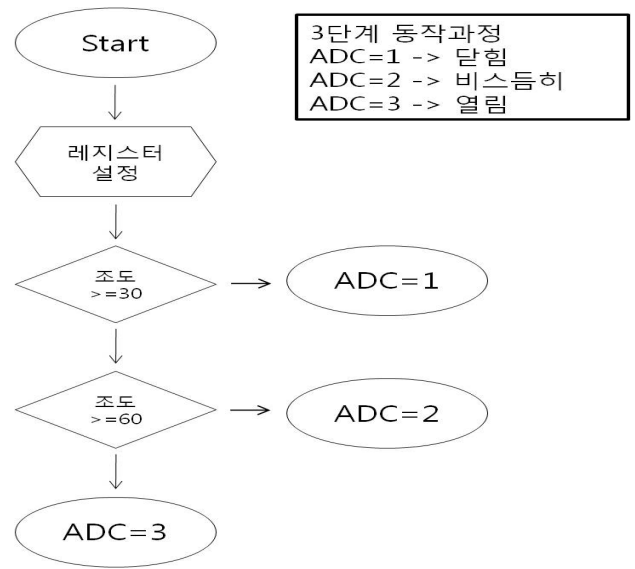 Start
3단계 동작과정
ADC=1 -> 닫힘
ADC=2 -> 비스듬히
ADC=3 -> 열림
레지스터
설정
조도
>=30
ADC=1
조도
>=60
ADC=2
ADC=3